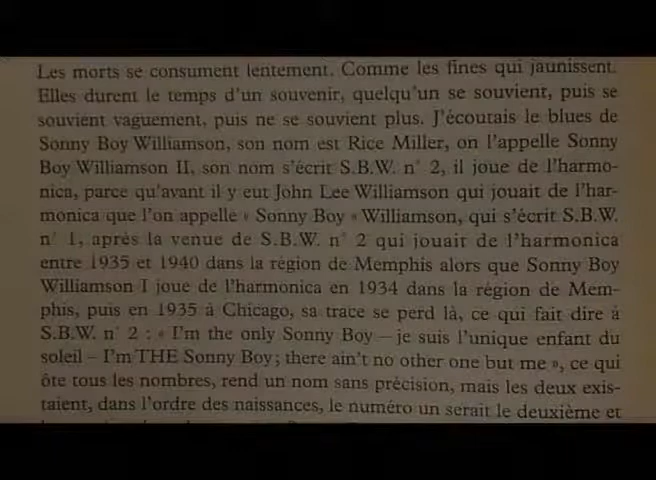 Les morts se consument lentement. Comme les fines qui jaunissent.
Elles durent le temps d'un souvenir, quelqu'un se souvient, puis se
souvient vaguement, puis ne se souvient plus. J'écoutais le blues de
Sonny Boy Williamson, son nom est Rice Miller, on l'appelle Sonny
Boy Williamson II, son nom s'écrit S.B.W. n° 2, il joue de l'harmo-
nica, parce qu'avant il y eut John Lee Williamson qui jouait de l'har-
monica que l'on appelle « Sonny Boy » Williamson, qui s'écrit S.B.W.
n° 1, après la venue de S.B.W. n° 2 qui jouait de l'harmonica
entre 1935 et 1940 dans la région de Memphis alors que Sonny Boy
Williamson I joue de l'harmonica en 1934 dans la région de Mem-
phis, puis en 1935 à Chicago, sa trace se perd là, ce qui fait dire à
S.B.W. n° 2 : « I'm the only Sonny Boy – je suis l'unique enfant du
soleil – I'm THE Sonny Boy; there ain't no other one but me », ce qui
ôte tous les nombres, rend un nom sans précision, mais les deux exis-
taient, dans l'ordre des naissances, le numéro un serait le deuxième et